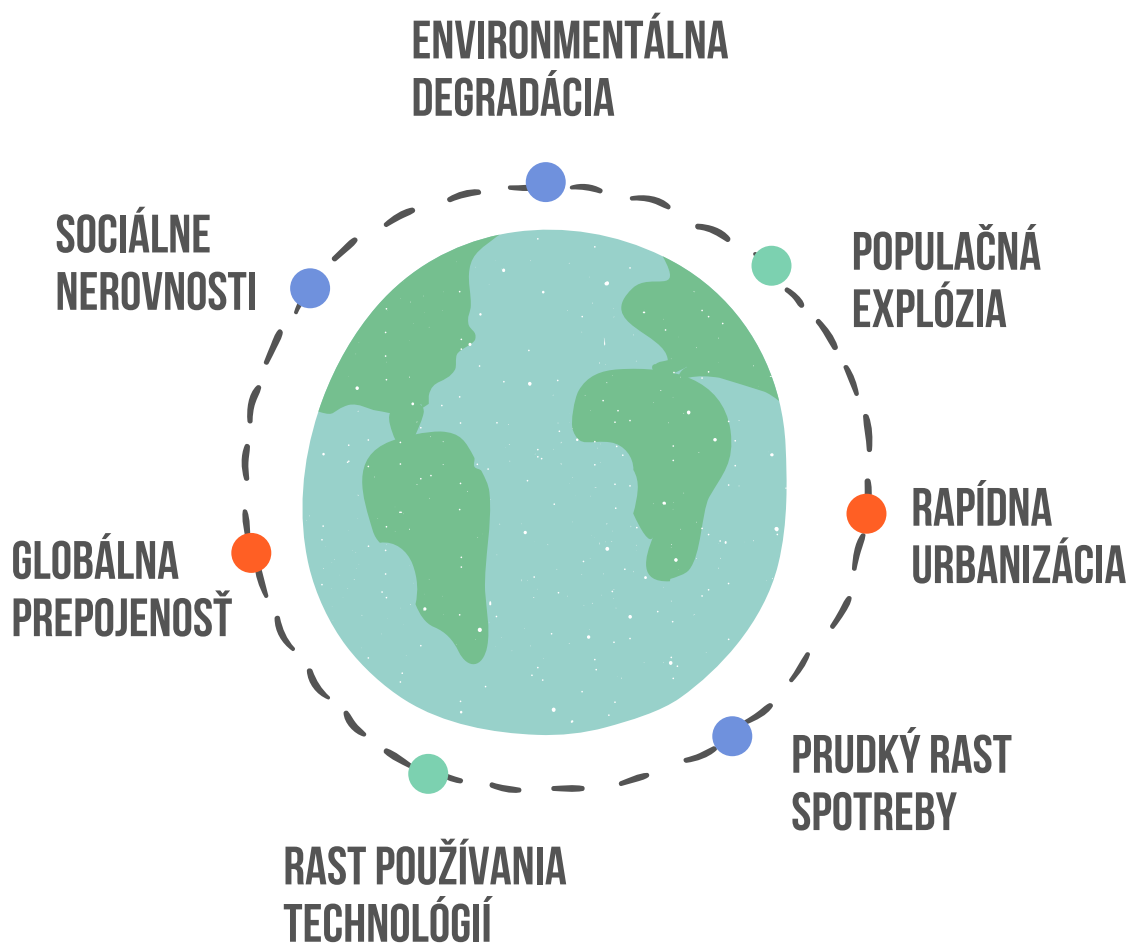 ENVIRONMENTÁLNA
DEGRADÁCIA
SOCIÁLNE
NEROVNOSTI
POPULAČNÁ
EXPLÓZIA
RAPÍDNA
URBANIZÁCIA
GLOBÁLNA
PREPOJENOSŤ
PRUDKÝ RAST
SPOTREBY
RAST POUŽÍVANIA
TECHNOLÓGIÍ